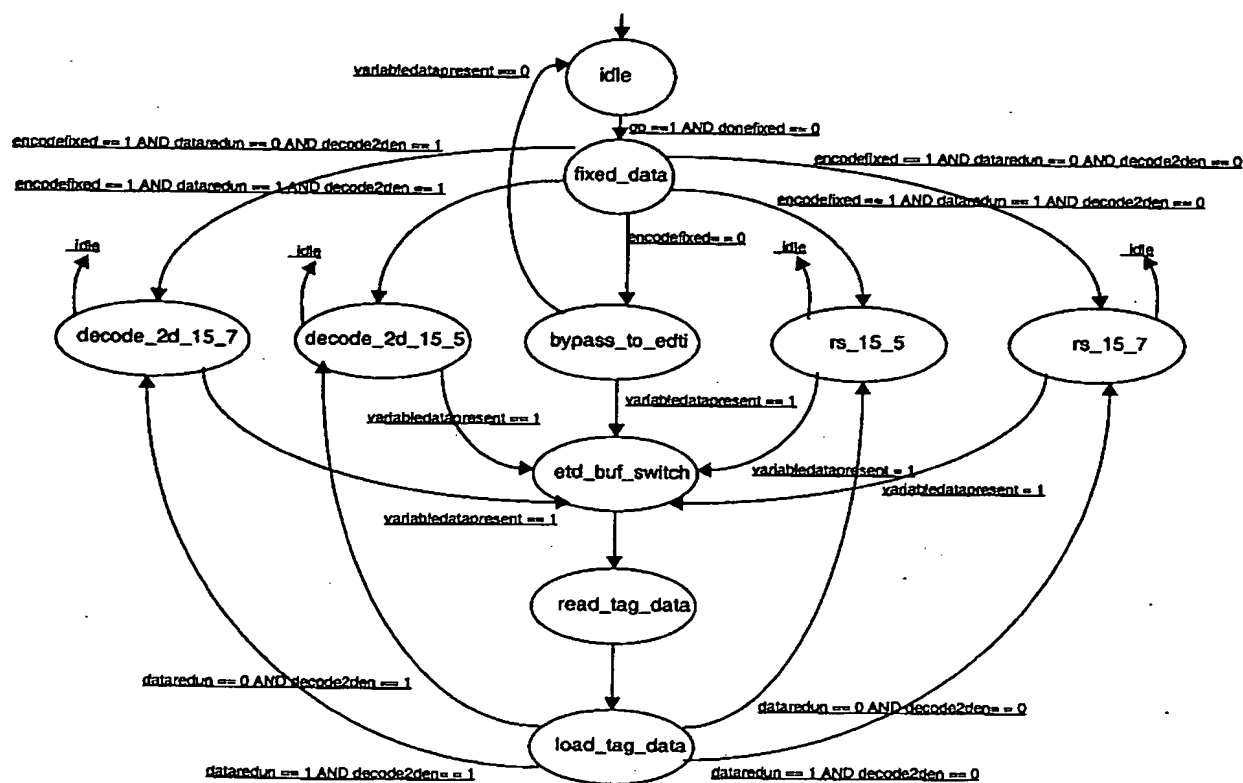 idle
variabledatapresent == 0
go ==1 AND donefixed == 0
encodefixed == 1 AND dataredun == 0 AND decode2den == 1
encodefixed == 1 AND dataredun == 0 AND decode2den == 0
fixed_data
encodefixed == 1 AND dataredun == 1 AND decode2den == 1
encodefixed == 1 AND dataredun == 1 AND decode2den == 0
encodefixed== 0
idle
idle
idle
idle
decode_2d_15_7
decode_2d_15_5
bypass_to_edti
rs_15_5
rs_15_7
variabledatapresent == 1
variabledatapresent == 1
etd_buf_switch
variabledatapresent = 1
variabledatapresent = 1
variabledatapresent == 1
read_tag_data
dataredun == 0 AND decode2den == 1
dataredun == 0 AND decode2den= = 0
load_tag_data
dataredun == 1 AND decode2den= = 1
dataredun == 1 AND decode2den == 0